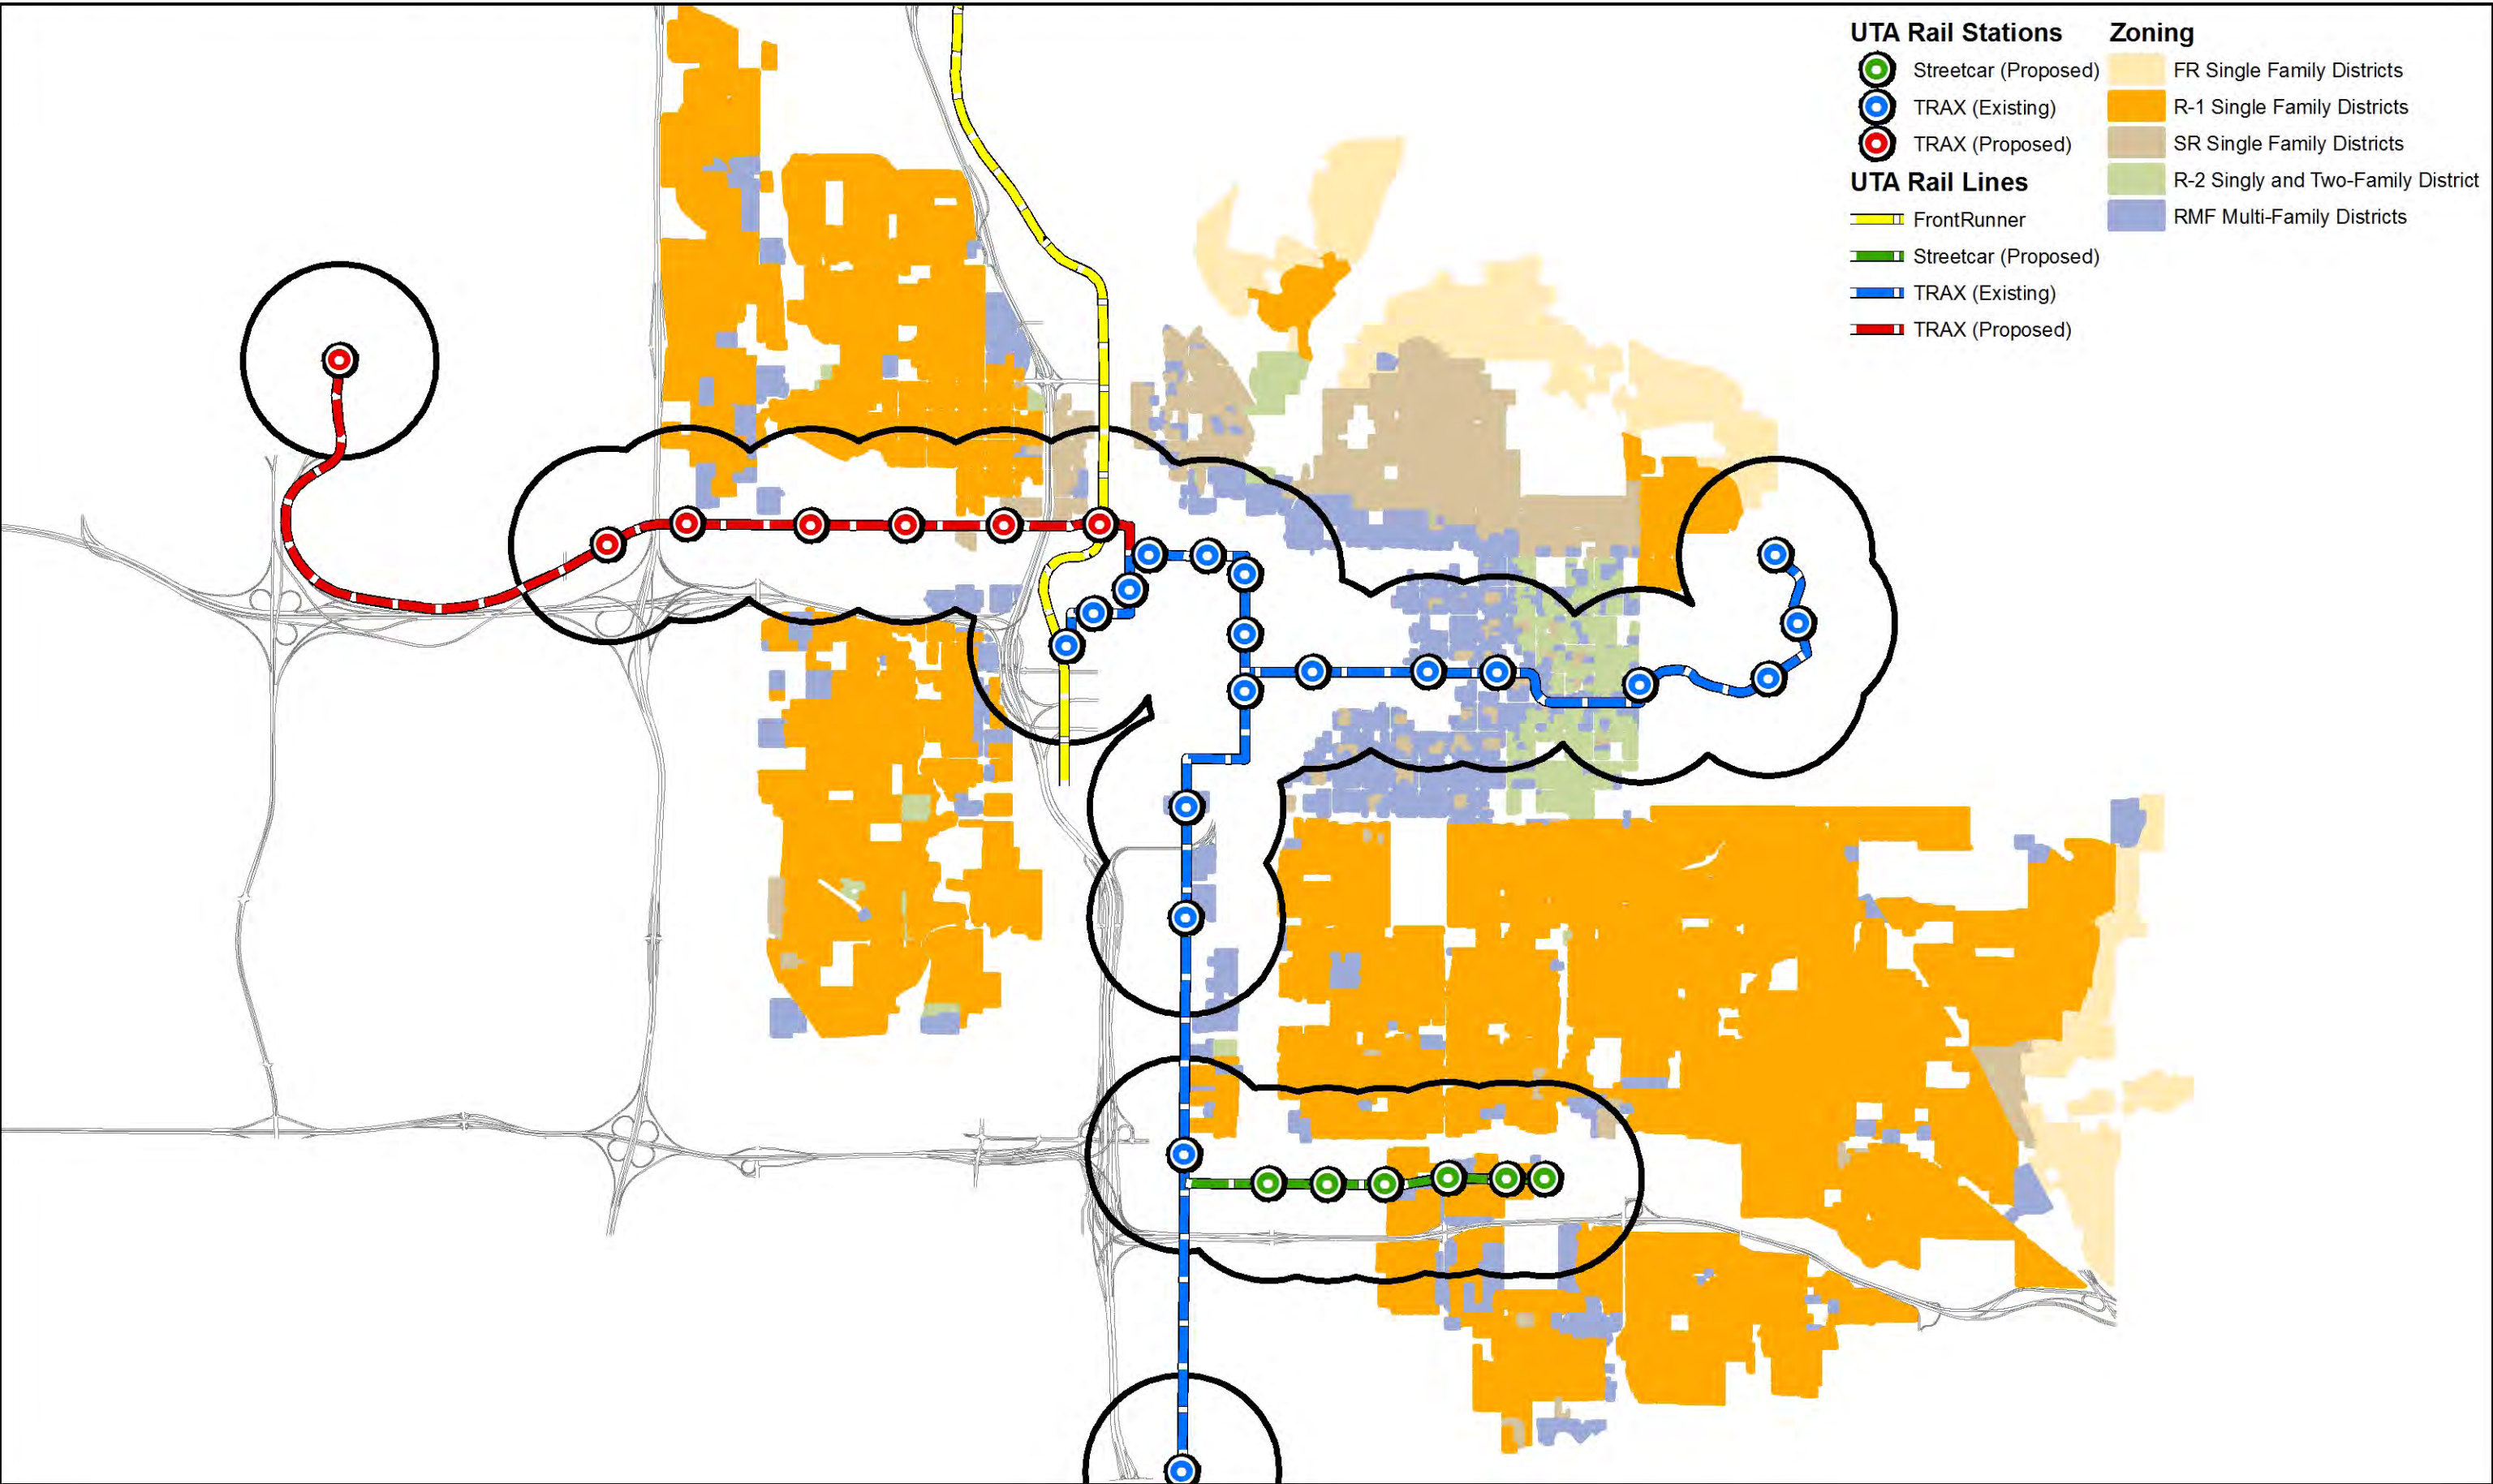 UTA Rail Stations
Streetcar (Proposed)
TRAX (Existing)
TRAX (Proposed)
UTA Rail Lines
FrontRunner
Streetcar (Proposed)
TRAX (Existing)
TRAX (Proposed)
Zoning
FR Single Family Districts
R-1 Single Family Districts
SR Single Family Districts
R-2 Singly and Two-Family District
RMF Multi-Family Districts